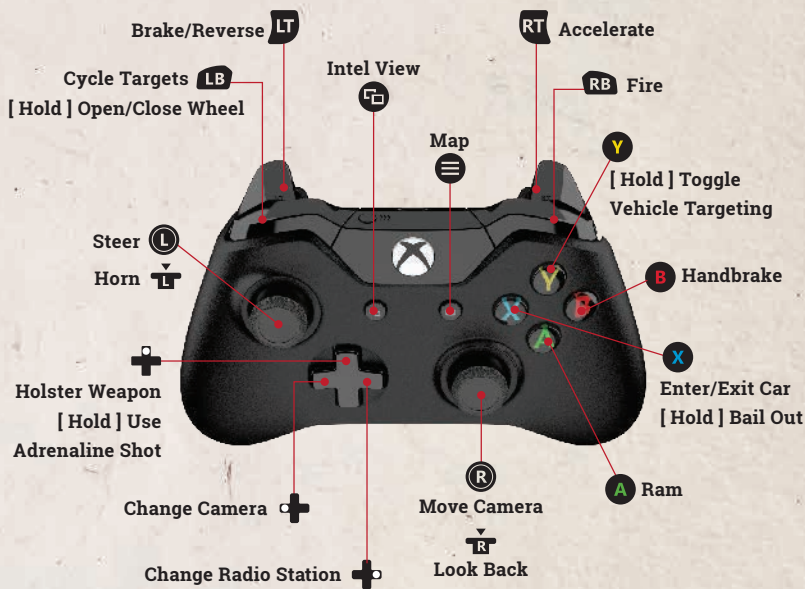 Brake/Reverse LT
RT Accelerate
Cycle Targets LB
[ Hold ] Open/Close Wheel
Intel View
RB Fire
Map
Y
[ Hold ] Toggle
Vehicle Targeting
Steer L
Horn L
B Handbrake
Y
X
B
A
X
Enter/Exit Car
[ Hold ] Bail Out
Holster Weapon
[ Hold ] Use
Adrenaline Shot
A Ram
R
Move Camera
R
Look Back
Change Camera
Change Radio Station